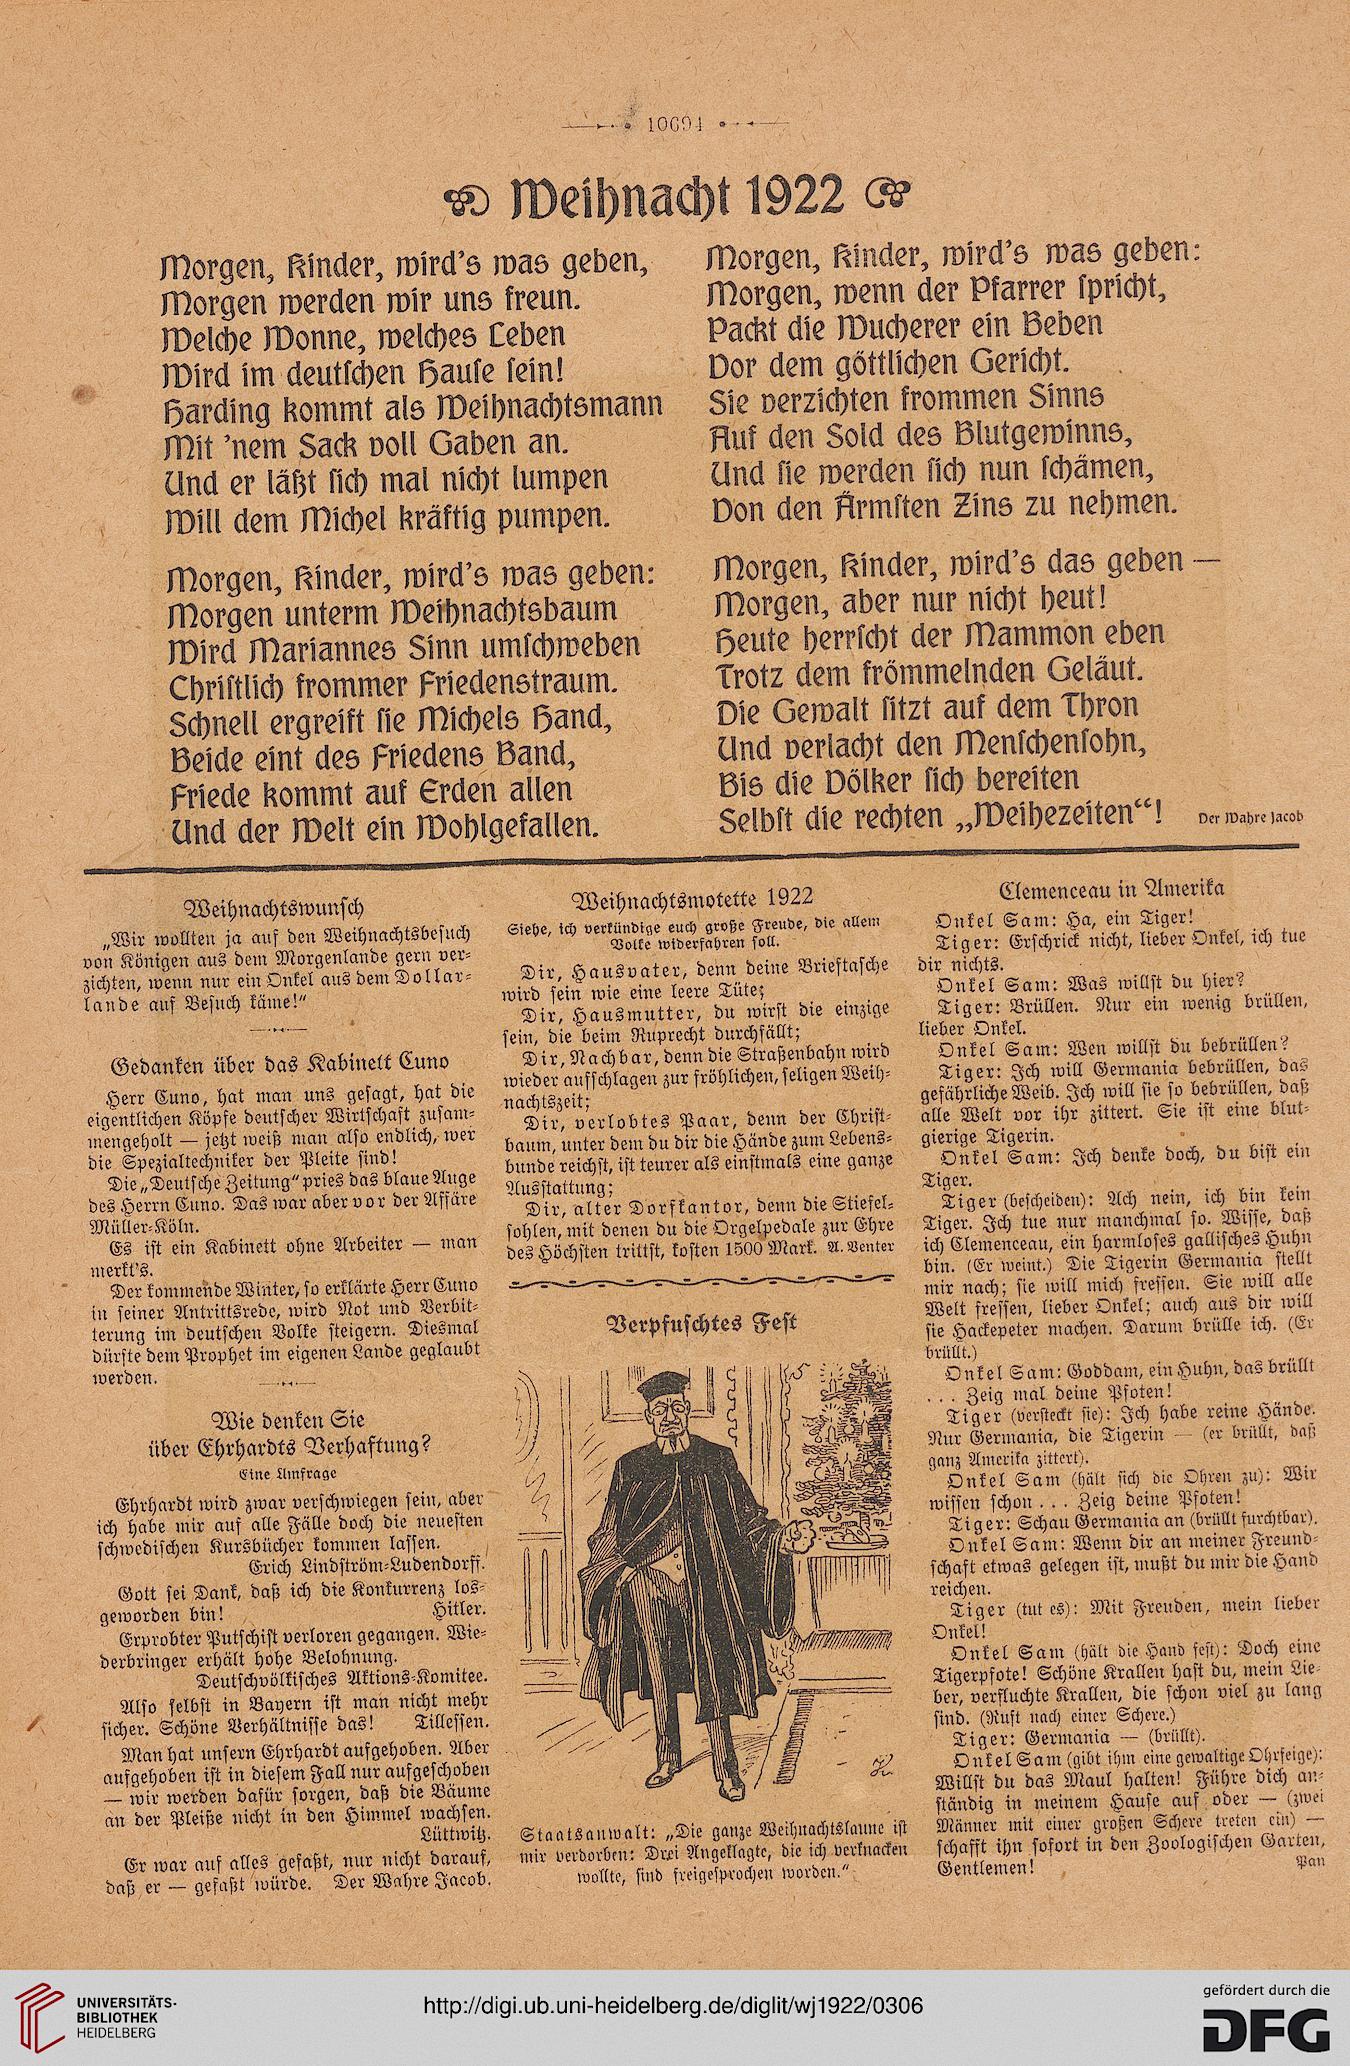 10694
Weihnacht 1922
Morgen, Kinder, wird's was geben,
Morgen werden wir uns freun.
Welche Wonne, welches Leben
Wird im deutschen Hause sein!
Harding kommt als Weihnachtsmann
Mit 'nem Sack voll Gaben an.
Und er läßt sich mal nicht lumpen
Will dem Michel kräftig pumpen.
Morgen, Kinder, wird's was geben:
Morgen unterm Weihnachtsbaum
Wird Mariannes Sinn umschweben
Christlich frommer Friedenstraum.
Schnell ergreift sie Michels Hand,
Beide eint des Friedens Band,
Friede kommt auf Erden allen
Und der Welt ein Wohlgefallen.
Morgen, Kinder, wird's was geben:
Morgen, wenn der Pfarrer spricht,
Packt die Wucherer ein Beben
Vor dem göttlichen Gericht.
Sie verzichten frommen Sinns
Auf den Sold des Blutgewinns,
Und sie werden sich nun schämen,
Von den Ärmsten Zins zu nehmen.
Morgen, Kinder, wird's das geben —
Morgen, aber nur nicht heut!
Heute herrscht der Mammon eben
Trotz dem frömmelnden Geläut.
Die Gewalt sitzt auf dem Thron
Und verlacht den Menschensohn,
Bis die Völker sich bereiten
Selbst die rechten „Weihezeiten“! Der Wahre Jacob
Weihnachtswunsch
„Wir wollten ja auf den Weihnachtsbesuch
von Königen aus dem Morgenlande gern ver-
zichten, wenn nur ein Onkel aus dem Dollar-
lande auf Besuch käme!“
Gedanken über das Kabinett Cuno
Herr Cuno, hat man uns gesagt, hat die
eigentlichen Köpfe deutscher Wirtschaft zusam-
mengeholt — jetzt weiß man also endlich, wer
die Spezialtechniker der Pleite sind!
Die „Deutsche Zeitung“ pries das blaue Auge
des Herrn Cuno. Das war aber vor der Affäre
Müller-Köln.
Es ist ein Kabinett ohne Arbeiter — man
merkt's.
Der kommende Winter, so erklärte Herr Cuno
in seiner Antrittsrede, wird Not und Verbit-
terung im deutschen Volke steigern. Diesmal
dürfte dem Prophet im eigenen Lande geglaubt
werden.
Wie denken Sie
über Ehrhardts Verhaftung?
Eine Umfrage
Ehrhardt wird zwar verschwiegen sein, aber
ich habe mir auf alle Fälle doch die neuesten
schwedischen Kursbücher kommen lassen.
Erich Lindström-Ludendorff.
Gott sei Dank, daß ich die Konkurrenz los-
geworden bin! Hitler.
Erprobter Putschist verloren gegangen. Wie-
derbringer erhält hohe Belohnung.
Deutschvölkisches Aktions-Komitee.
Also selbst in Bayern ist man nicht mehr
sicher. Schöne Verhältnisse das! Tillessen.
Man hat unsern Ehrhardt aufgehoben. Aber
aufgehoben ist in diesem Fall nur aufgeschoben
— wir werden dafür sorgen, daß die Bäume
an der Pleiße nicht in den Himmel wachsen.
Lüttwitz.
Er war auf alles gefaßt, nur nicht darauf,
daß er — gefaßt würde. Der Wahre Jacob.
Weihnachtsmotette 1922
Siehe, ich verkündige euch große Freude, die allem
Volke widerfahren soll.
Dir, Hausvater, denn deine Brieftasche
wird sein wie eine leere Tüte;
Dir, Hausmutter, du wirst die einzige
sein, die beim Ruprecht durchfällt;
Dir, Nachbar, denn die Straßenbahn wird
wieder aufschlagen zur fröhlichen, seligen Weih-
nachtszeit;
Dir, verlobtes Paar, denn der Christ-
baum, unter dem du dir die Hände zum Lebens-
bunde reichst, ist teurer als einstmals eine ganze
Ausstattung;
Dir, alter Dorfkantor, denn die Stiefel-
sohlen, mit denen du die Orgelpedale zur Ehre
des Höchsten trittst, kosten 1500 Mark. A. Venter
Verpfuschtes Fest
Staatsanwalt: „Die ganze Weihnachtslaune ist
mir verdorben: Drei Angeklagte, die ich verknacken
wollte, sind freigesprochen worden.“
Clemenceau in Amerika
Onkel Sam: Ha, ein Tiger!
Tiger: Erschrick nicht, lieber Onkel, ich tue
dir nichts.
Onkel Sam: Was willst du hier?
Tiger: Brüllen. Nur ein wenig brüllen,
lieber Onkel.
Onkel Sam: Wen willst du bebrüllen?
Tiger: Ich will Germania bebrüllen, das
gefährliche Weib. Ich will sie so bebrüllen, daß
alle Welt vor ihr zittert. Sie ist eine blut-
gierige Tigerin.
Onkel Sam: Ich denke doch, du bist ein
Tiger.
Tiger (bescheiden): Ach nein, ich bin kein
Tiger. Ich tue nur manchmal so. Wisse, daß
ich Clemenceau, ein harmloses gallisches Huhn
bin. (Er weint.) Die Tigerin Germania stellt
mir nach; sie will mich fressen. Sie will alle
Welt fressen, lieber Onkel; auch aus dir will
sie Hackepeter machen. Darum brülle ich. (Er
brüllt.)
Onkel Sam: Goddam, ein Huhn, das brüllt
... Zeig mal deine Pfoten!
Tiger (versteckt sie): Ich habe reine Hände.
Nur Germania, die Tigerin — (er brüllt, daß
ganz Amerika zittert).
Onkel Sam (hält sich die Ohren zu): Wir
wissen schon ... Zeig deine Pfoten!
Tiger: Schau Germania an (brüllt furchtbar).
Onkel Sam: Wenn dir an meiner Freund-
schaft etwas gelegen ist, mußt du mir die Hand
reichen.
Tiger (tut es): Mit Freuden, mein lieber
Onkel!
Onkel Sam (hält die Hand fest): Doch eine
Tigerpfote! Schöne Krallen hast du, mein Lie-
ber, verfluchte Krallen, die schon viel zu lang
sind. (Ruft nach einer Schere.)
Tiger: Germania — (brüllt).
Onkel Sam (gibt ihm eine gewaltige Ohrfeige):
Willst du das Maul halten! Führe dich an-
ständig in meinem Hause auf oder — (zwei
Männer mit einer großen Schere treten ein) —
schafft ihn sofort in den Zoologischen Garten,
Gentlemen! Pan
UNIVERSITÄTS-
BIBLIOTHEK
HEIDELBERG
http://digi.ub.uni-heidelberg.de/diglit/wj1922/0306
gefördert durch die
DFG